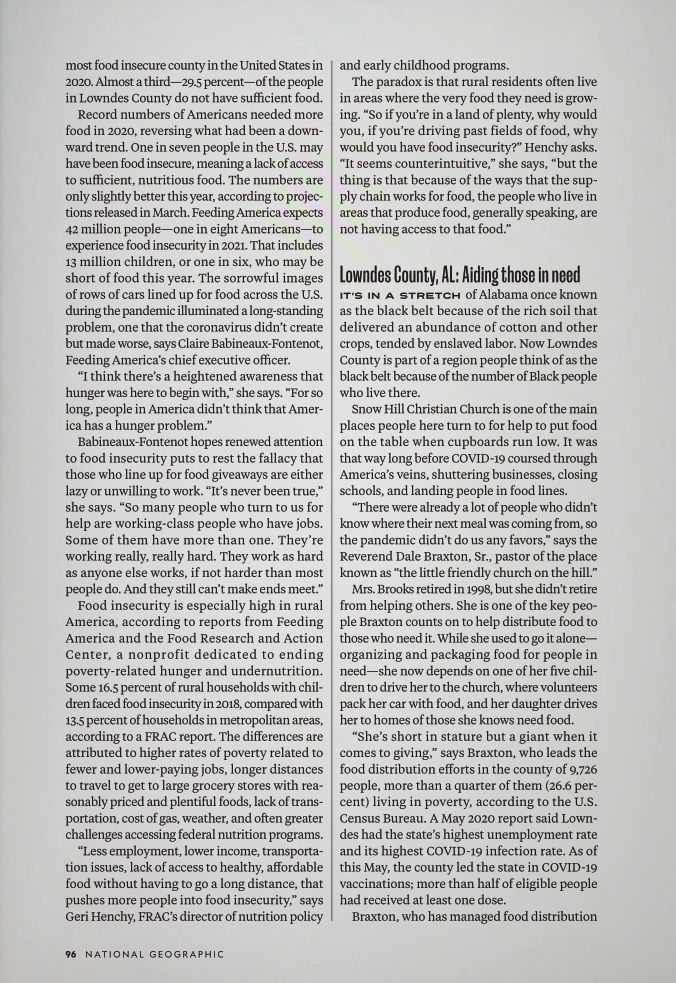 most food insecure county in the United States in
2020. Almost a third—29.5 percent—of the people
in Lowndes County do not have sufficient food.
Record numbers of Americans needed more
food in 2020, reversing what had been a down-
ward trend. One in seven people in the U.S. may
have been food insecure, meaning a lack of access
to sufficient, nutritious food. The numbers are
only slightly better this year, according to projec-
tions released in March. Feeding America expects
42 million people—one in eight Americans—to
experience food insecurity in 2021. That includes
13 million children, or one in six, who may be
short of food this year. The sorrowful images
of rows of cars lined up for food across the U.S.
during the pandemic illuminated a long-standing
problem, one that the coronavirus didn't create
but made worse, says Claire Babineaux-Fontenot,
Feeding America's chief executive officer.
"I think there's a heightened awareness that
hunger was here to begin with," she says. "For so
long, people in America didn't think that Amer-
ica has a hunger problem."
Babineaux-Fontenot hopes renewed attention
to food insecurity puts to rest the fallacy that
those who line up for food giveaways are either
lazy or unwilling to work. "It's never been true,"
she says. "So many people who turn to us for
help are working-class people who have jobs.
Some of them have more than one. They're
working really, really hard. They work as hard
as anyone else works, if not harder than most
people do. And they still can't make ends meet."
Food insecurity is especially high in rural
America, according to reports from Feeding
America and the Food Research and Action
Center, a nonprofit dedicated to ending
poverty-related hunger and undernutrition.
Some 16.5 percent of rural households with chil-
dren faced food insecurity in 2018, compared with
13.5 percent of households in metropolitan areas,
according to a FRAC report. The differences are
attributed to higher rates of poverty related to
fewer and lower-paying jobs, longer distances
to travel to get to large grocery stores with rea-
sonably priced and plentiful foods, lack of trans-
portation, cost of gas, weather, and often greater
challenges accessing federal nutrition programs.
"Less employment, lower income, transporta-
tion issues, lack of access to healthy, affordable
food without having to go a long distance, that
pushes more people into food insecurity," says
Geri Henchy, FRAC's director of nutrition policy
and early childhood programs.
The paradox is that rural residents often live
in areas where the very food they need is grow-
ing. "So if you're in a land of plenty, why would
you, if you're driving past fields of food, why
would you have food insecurity?" Henchy asks.
"It seems counterintuitive," she says, "but the
thing is that because of the ways that the sup-
ply chain works for food, the people who live in
areas that produce food, generally speaking, are
not having access to that food."
Lowndes County, AL: Aiding those in need
IT'S IN A STRETCH of Alabama once known
as the black belt because of the rich soil that
delivered an abundance of cotton and other
crops, tended by enslaved labor. Now Lowndes
County is part of a region people think of as the
black belt because of the number of Black people
who live there.
Snow Hill Christian Church is one of the main
places people here turn to for help to put food
on the table when cupboards run low. It was
that way long before COVID-19 coursed through
America's veins, shuttering businesses, closing
schools, and landing people in food lines.
"There were already a lot of people who didn't
know where their next meal was coming from, so
the pandemic didn't do us any favors," says the
Reverend Dale Braxton, Sr., pastor of the place
known as "the little friendly church on the hill."
Mrs. Brooks retired in 1998, but she didn't retire
from helping others. She is one of the key peo-
ple Braxton counts on to help distribute food to
those who need it. While she used to go it alone—
organizing and packaging food for people in
need—she now depends on one of her five chil-
dren to drive her to the church, where volunteers
pack her car with food, and her daughter drives
her to homes of those she knows need food.
"She's short in stature but a giant when it
comes to giving," says Braxton, who leads the
food distribution efforts in the county of 9,726
people, more than a quarter of them (26.6 per-
cent) living in poverty, according to the U.S.
Census Bureau. A May 2020 report said Lown-
des had the state's highest unemployment rate
and its highest COVID-19 infection rate. As of
this May, the county led the state in COVID-19
vaccinations; more than half of eligible people
had received at least one dose.
Braxton, who has managed food distribution
96 NATIONAL GEOGRAPHIC